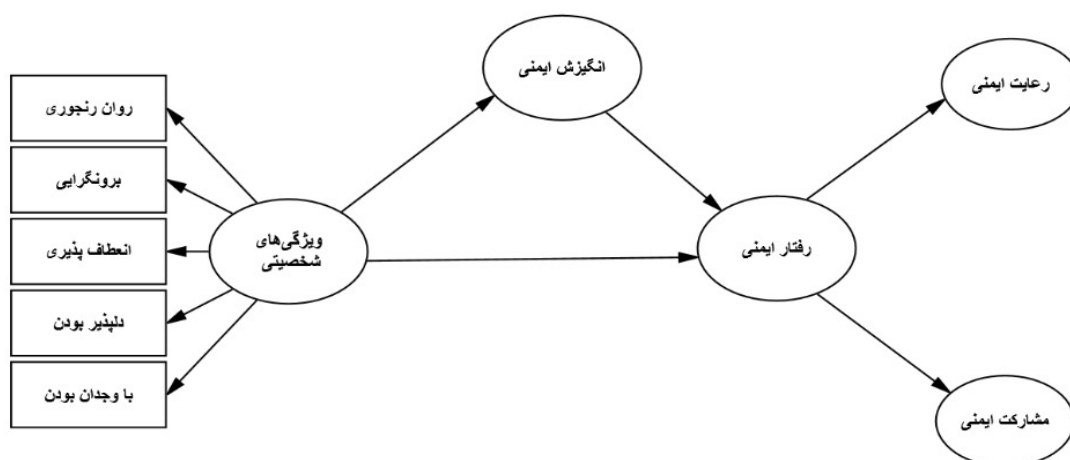 انگیزش ایمنی
رعایت ایمنی
روان رنجوری
برونگرایی
انعطاف پذیری
دلپذیر بودن
با وجدان بودن
ویژگی‌های
شخصیتی
رفتار ایمنی
مشارکت ایمنی